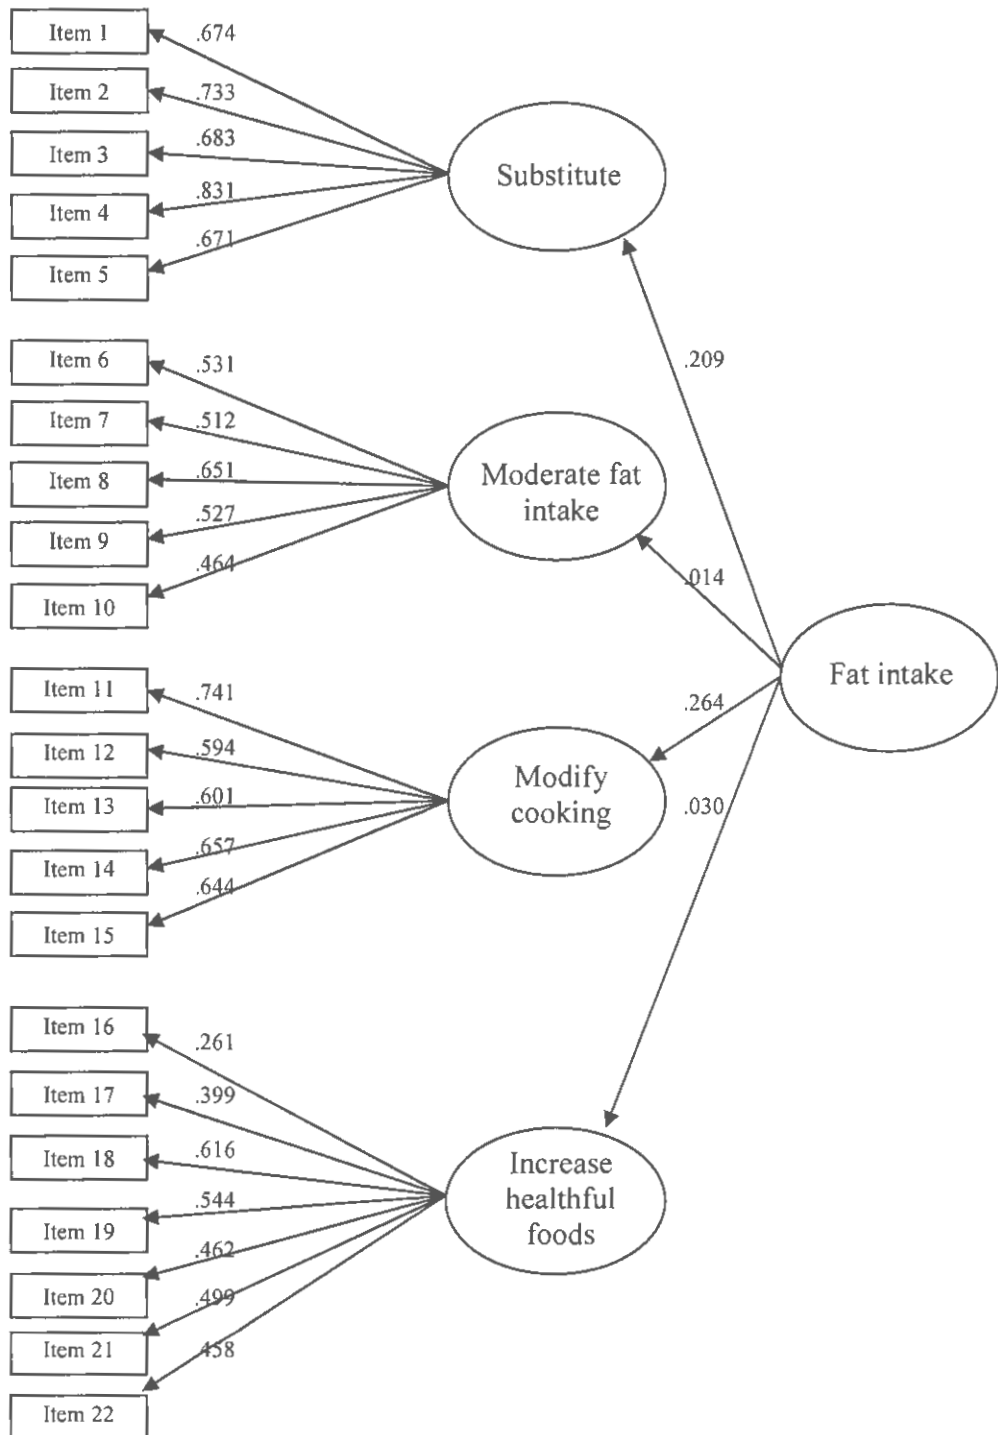 Item 1
.674
Item 2
.733
Item 3
.683
Item 4
.831
Item 5
.671
Substitute
Item 6
.531
Item 7
.512
Item 8
.651
Item 9
.527
Item 10
.464
Moderate fat
intake
.209
.014
Fat intake
Item 11
.741
Item 12
.594
Item 13
.601
Item 14
.657
Item 15
.644
Modify
cooking
.264
.030
Item 16
.261
Item 17
.399
Item 18
.616
Item 19
.544
Item 20
.462
Item 21
.499
Item 22
.458
Increase
healthful
foods